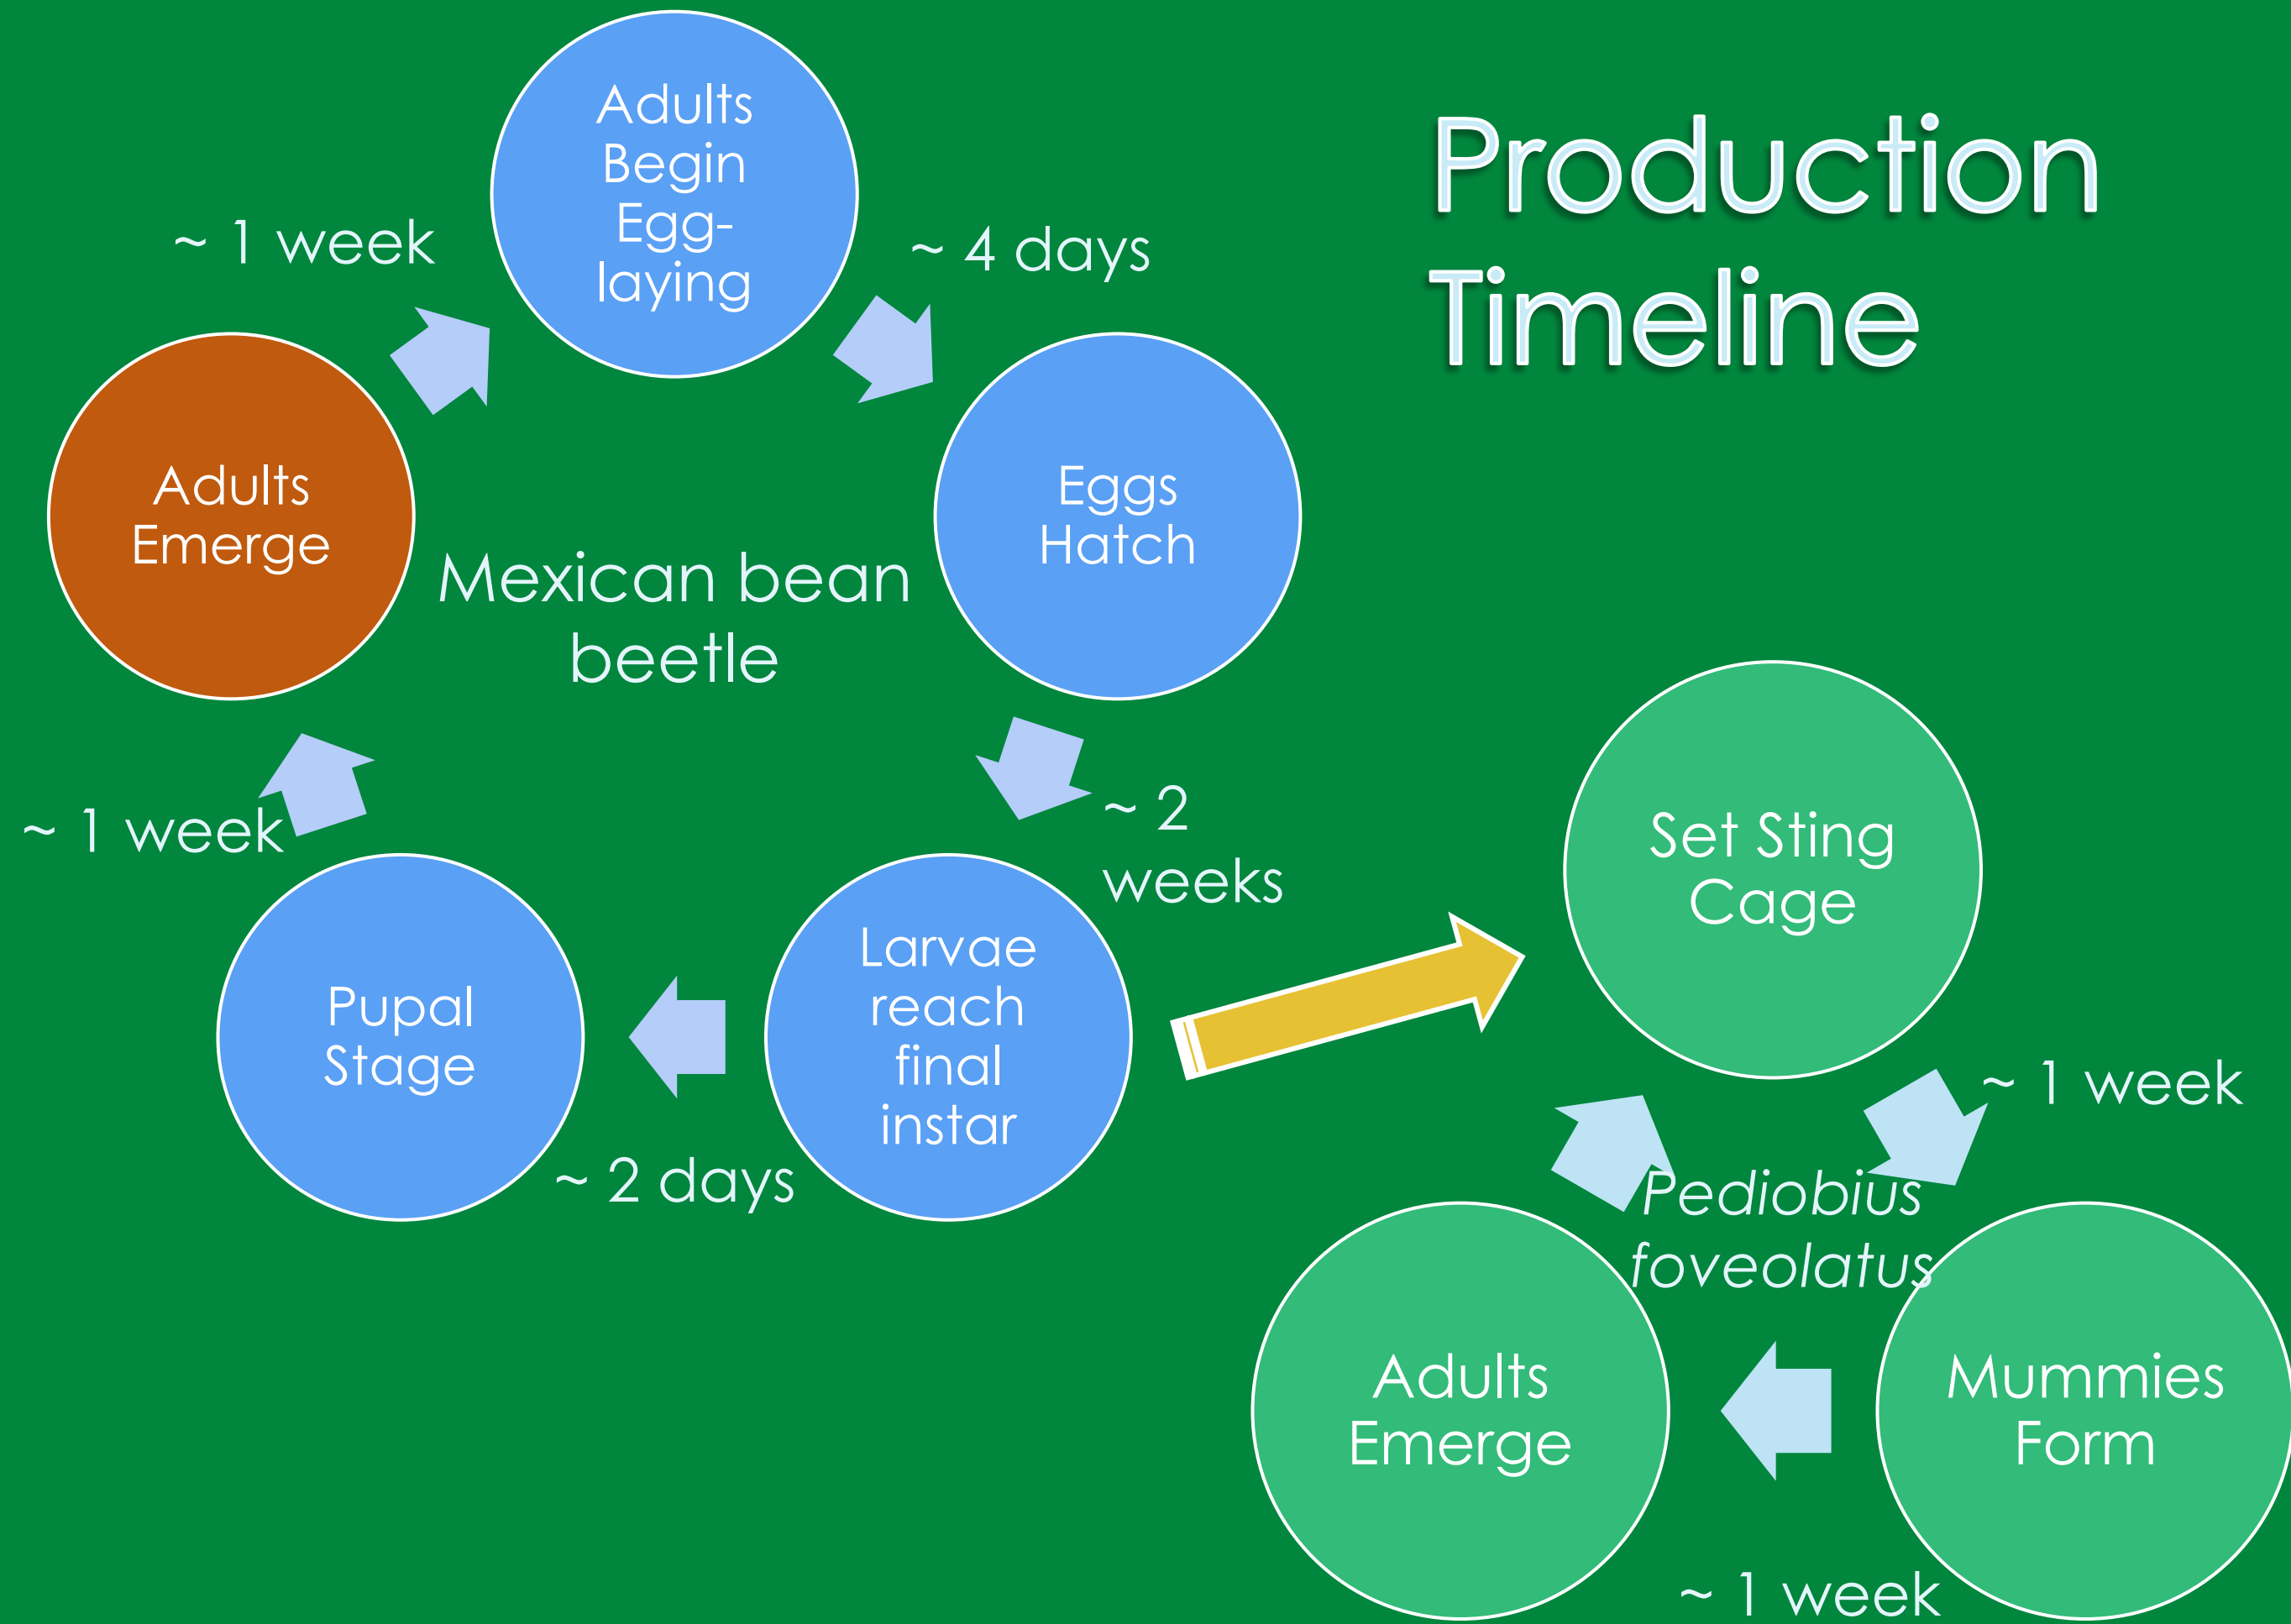 Production
Timeline
Adults
Begin
Egg-
laying
~ 1 week
~ 4 days
Adults
Emerge
Eggs
Hatch
Mexican bean
beetle
~ 1 week
~ 2
weeks
Pupal
Stage
Larvae
reach
final
instar
~ 2 days
Set Sting
Cage
~ 1 week
Pediobius
foveolatus
Adults
Emerge
Mummies
Form
~ 1 week